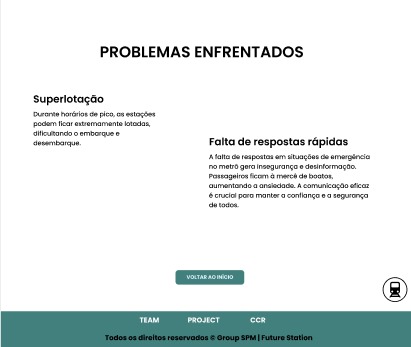 PROBLEMAS ENFRENTADOS
Superlotação
Durante horários de pico, as estações
podem ficar extremamente lotadas,
dificultando o embarque e
desembarque.
Falta de respostas rápidas
A falta de respostas em situações de emergência
no metrô gera insegurança e desinformação.
Passageiros ficam à mercê de boatos,
aumentando a ansiedade. A comunicação eficaz
é crucial para manter a confiança e a segurança
de todos.
VOLTAR AO INÍCIO
TEAM PROJECT CCR
Todos os direitos reservados © Group SPM | Future Station